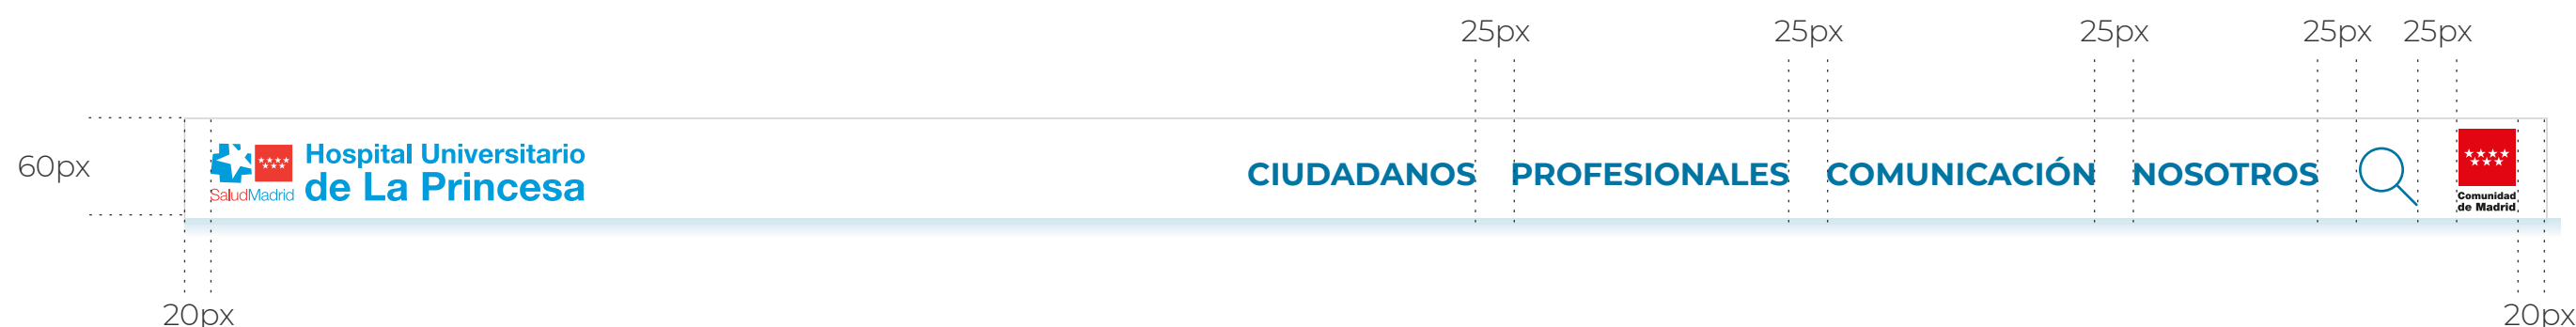 25px 25px 25px 25px 25px
60px
Hospital Universitario
de La Princesa
SaludMadrid
CIUDADANOS PROFESIONALES COMUNICACIÓN NOSOTROS
Comunidad
de Madrid
20px 20px